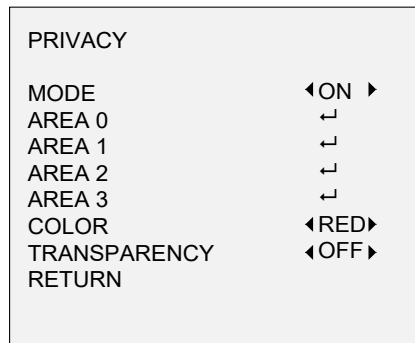 PRIVACY
MODE ◀ON ▶
AREA 0 ↵
AREA 1 ↵
AREA 2 ↵
AREA 3 ↵
COLOR ◀RED▶
TRANSPARENCY ◀OFF▶
RETURN